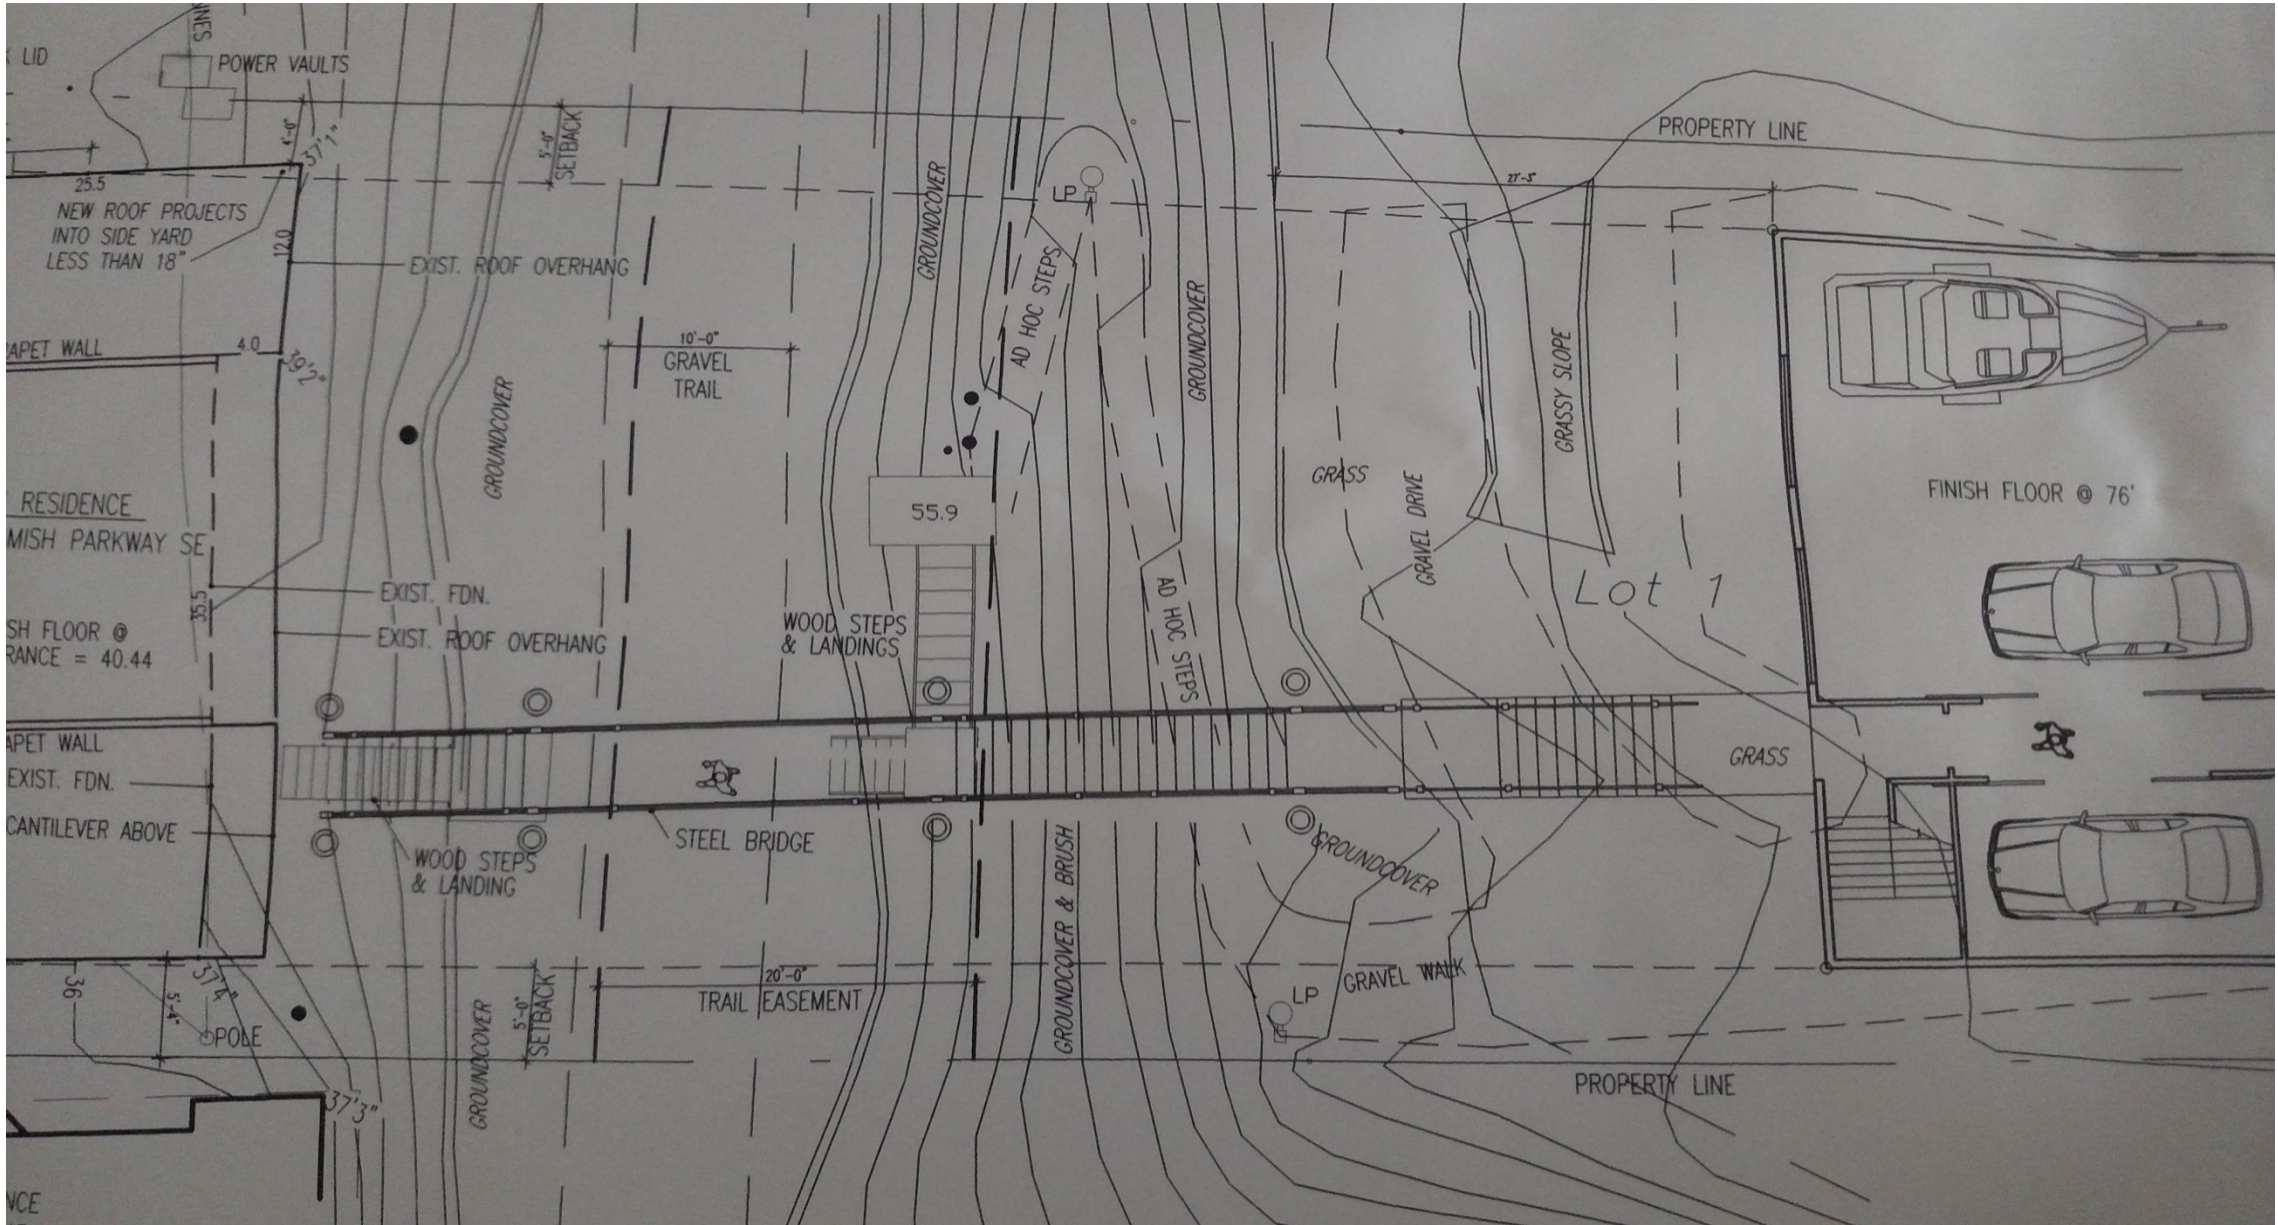 LID
POWER VAULTS
4'-0"
37'1"
5'-0"
SETBACK
PROPERTY LINE
25.5
NEW ROOF PROJECTS
INTO SIDE YARD
LESS THAN 18"
12.0
EXIST. ROOF OVERHANG
GROUNDCOVER
LP
AD HOC STEPS
GROUNDCOVER
27'-3"
APET WALL
4.0
39'2"
GROUNDCOVER
10'-0"
GRAVEL
TRAIL
GRASSY SLOPE
GRASS
GRAVEL DRIVE
FINISH FLOOR @ 76'
RESIDENCE
MISH PARKWAY SE
55.9
Lot 1
EXIST. FDN.
35.5
SH FLOOR @
RANCE = 40.44
EXIST. ROOF OVERHANG
WOOD STEPS
& LANDINGS
AD HOC STEPS
APET WALL
EXIST. FDN.
CANTILEVER ABOVE
GRASS
STEEL BRIDGE
WOOD STEPS
& LANDING
GROUNDCOVER
GROUNDCOVER & BRUSH
36
37'4"
5'-4"
POLE
GROUNDCOVER
5'-0"
SETBACK
20'-0"
TRAIL EASEMENT
LP
GRAVEL WALK
PROPERTY LINE
37'3"
NCE